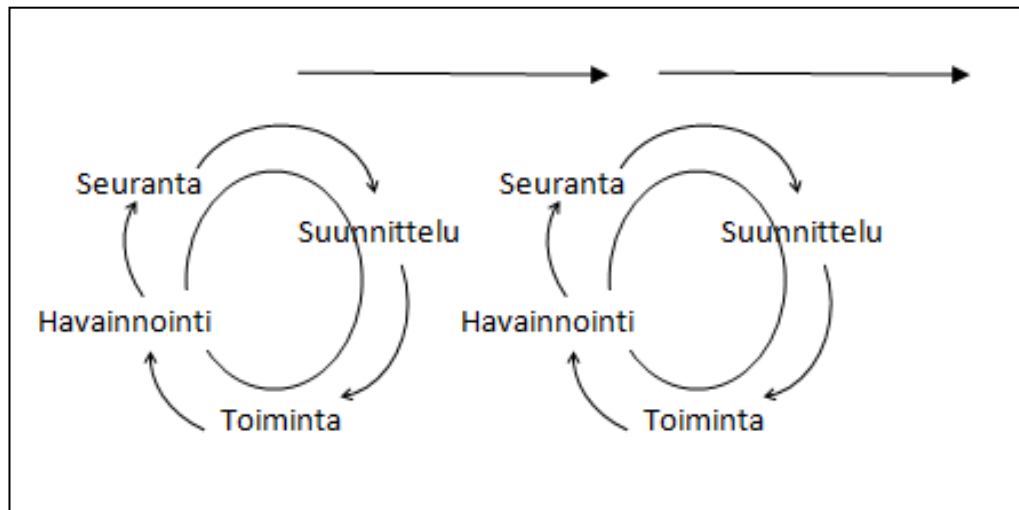 Seuranta
Suunnittelu
Havainnointi
Toiminta
Seuranta
Suunnittelu
Havainnointi
Toiminta